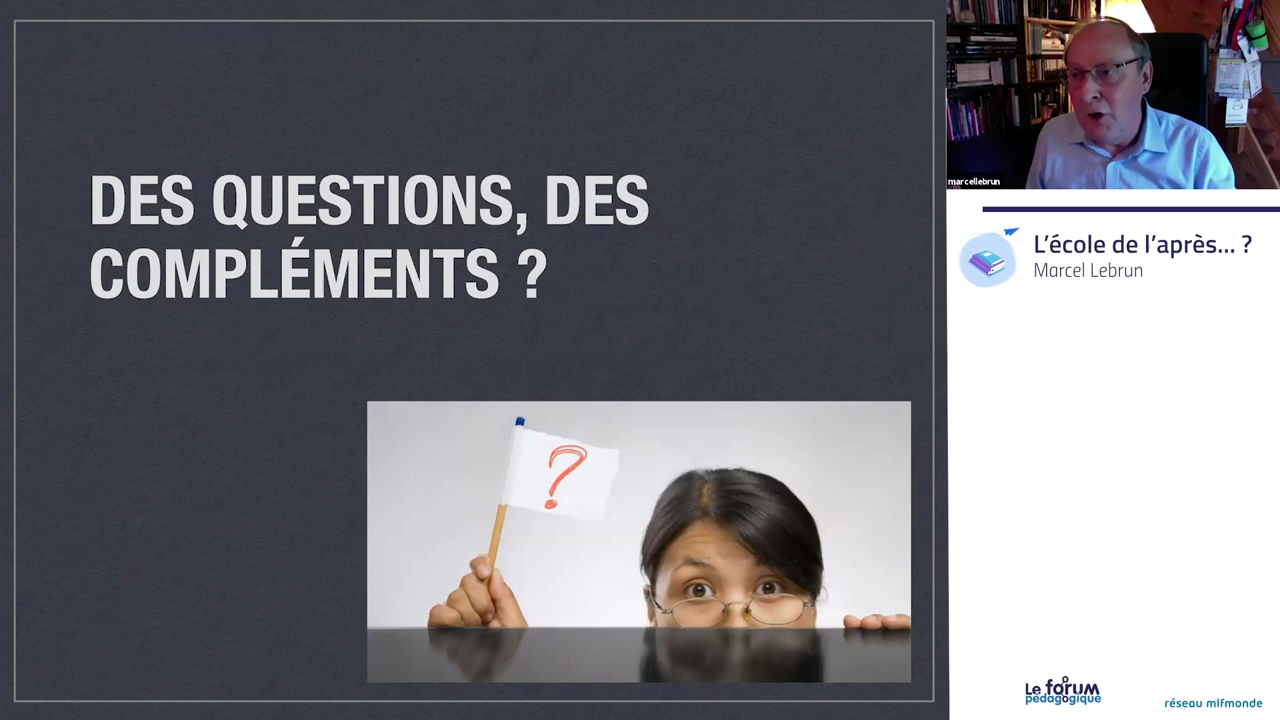 DES QUESTIONS, DES
COMPLÉMENTS ?
?
marcellebrun
L'école de l'après... ?
Marcel Lebrun
Le forum
pédagogique
réseau mlfmonde